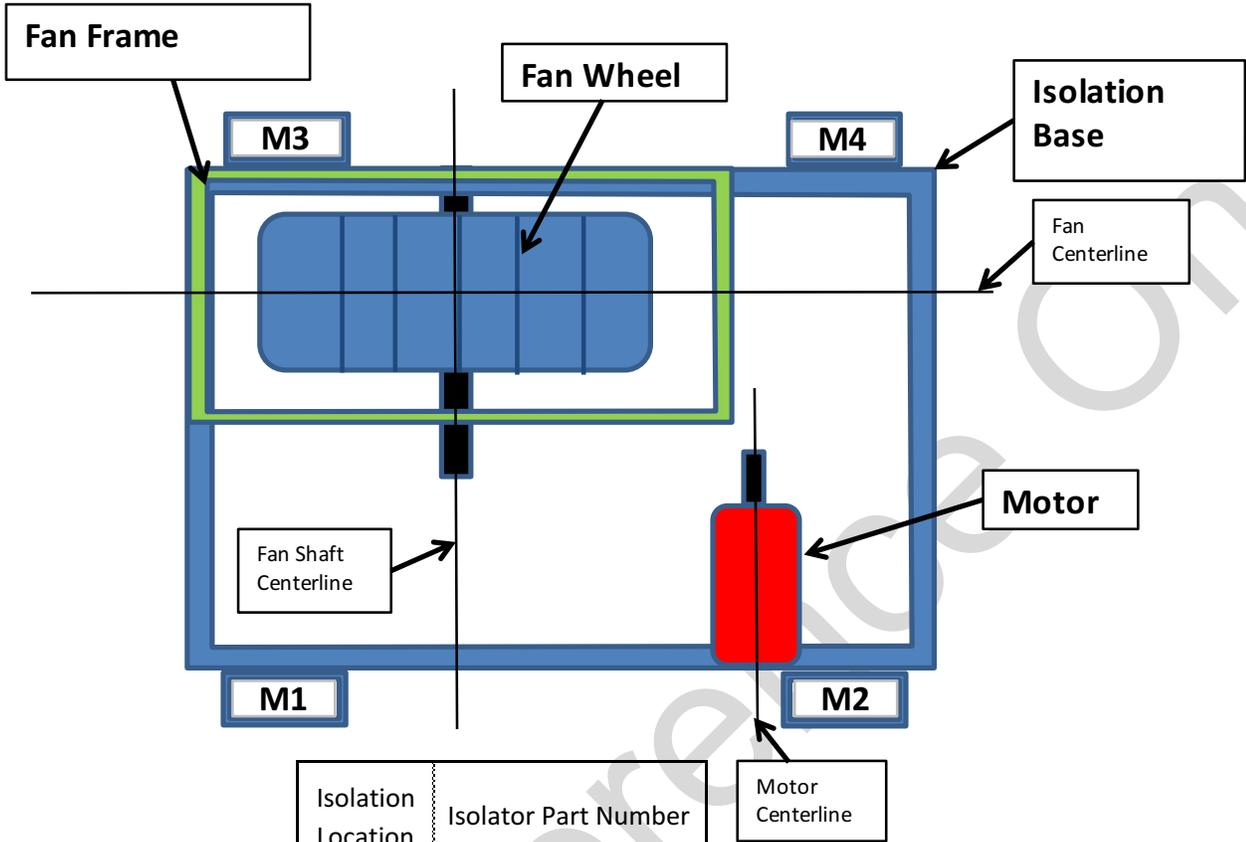 Fan Frame
Fan Wheel
Isolation
Base
M3
M4
Fan
Centerline
Motor
Fan Shaft
Centerline
M1
M2
Isolation
Location
Isolator Part Number
Motor
Centerline